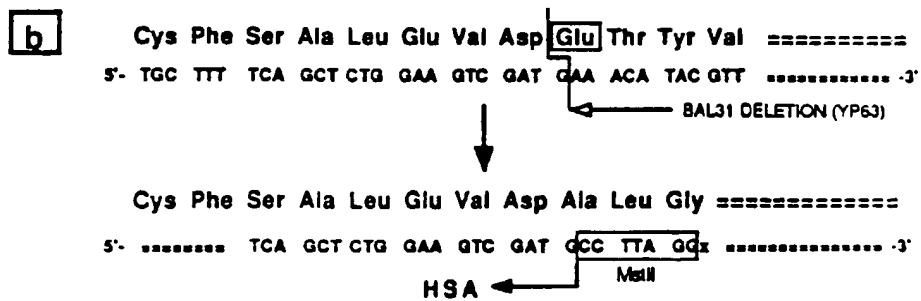 b
Cys Phe Ser Ala Leu Glu Val Asp Glu Thr Tyr Val ==========
5'- TGC TTT TCA GCT CTG GAA GTC GAT GAA ACA TAC GTT ============ -3'
BAL31 DELETION (YP63)
Cys Phe Ser Ala Leu Glu Val Asp Ala Leu Gly =============
5'- ======== TCA GCT CTG GAA GTC GAT GCC TTA GGx ============== -3'
MstII
HSA